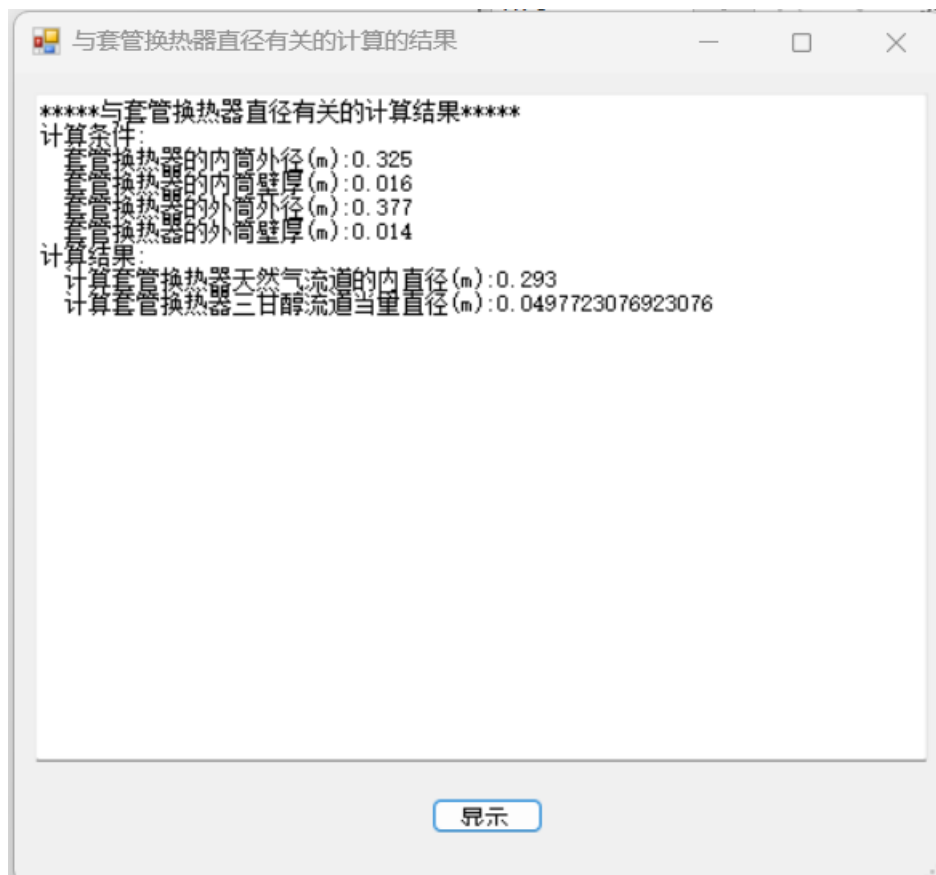 与套管换热器直径有关的计算的结果
*****与套管换热器直径有关的计算结果*****
计算条件:
套管换热器的内筒外径(m):0.325
套管换热器的内筒壁厚(m):0.016
套管换热器的外筒外径(m):0.377
套管换热器的外筒壁厚(m):0.014
计算结果:
计算套管换热器天然气流道的内直径(m):0.293
计算套管换热器三甘醇流道当量直径(m):0.0497723076923076
显示